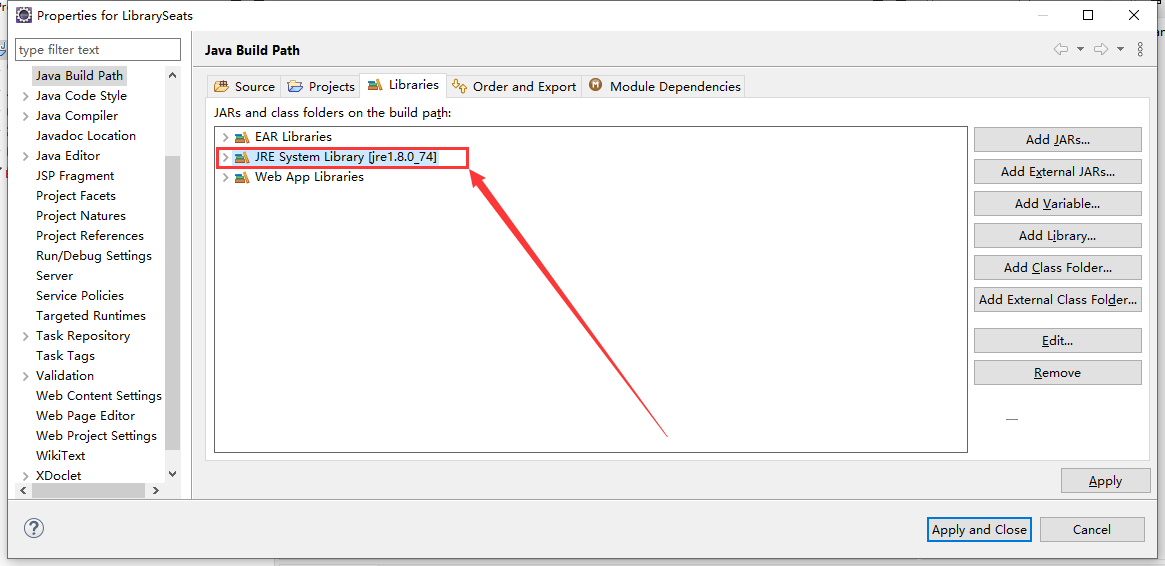 Properties for LibrarySeats
type filter text
Java Build Path
Java Code Style
Java Compiler
Javadoc Location
Java Editor
JSP Fragment
Project Facets
Project Natures
Project References
Run/Debug Settings
Server
Service Policies
Targeted Runtimes
Task Repository
Task Tags
Validation
Web Content Settings
Web Page Editor
Web Project Settings
WikiText
XDoclet
Java Build Path
Source Projects Libraries Order and Export Module Dependencies
JARs and class folders on the build path:
EAR Libraries
JRE System Library [jre1.8.0_74]
Web App Libraries
Add JARs...
Add External JARs...
Add Variable...
Add Library...
Add Class Folder...
Add External Class Folder...
Edit...
Remove
Apply
Apply and Close Cancel